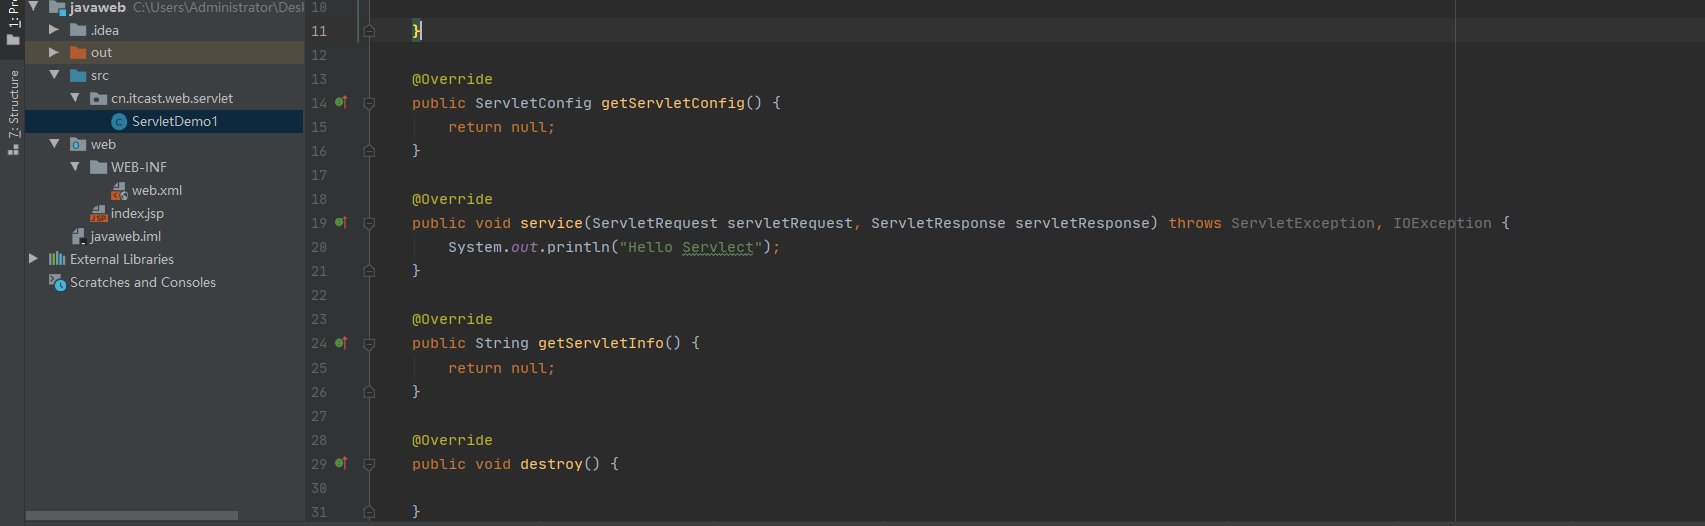 1: Pr
7: Structure
javaweb C:\Users\Administrator\Desl
.idea
out
src
cn.itcast.web.servlet
ServletDemo1
web
WEB-INF
web.xml
index.jsp
javaweb.iml
External Libraries
Scratches and Consoles
10
11 }
12
13 @Override
14 public ServletConfig getServletConfig() {
15 return null;
16 }
17
18 @Override
19 public void service(ServletRequest servletRequest, ServletResponse servletResponse) throws ServletException, IOException {
20 System.out.println("Hello Servlect");
21 }
22
23 @Override
24 public String getServletInfo() {
25 return null;
26 }
27
28 @Override
29 public void destroy() {
30
31 }